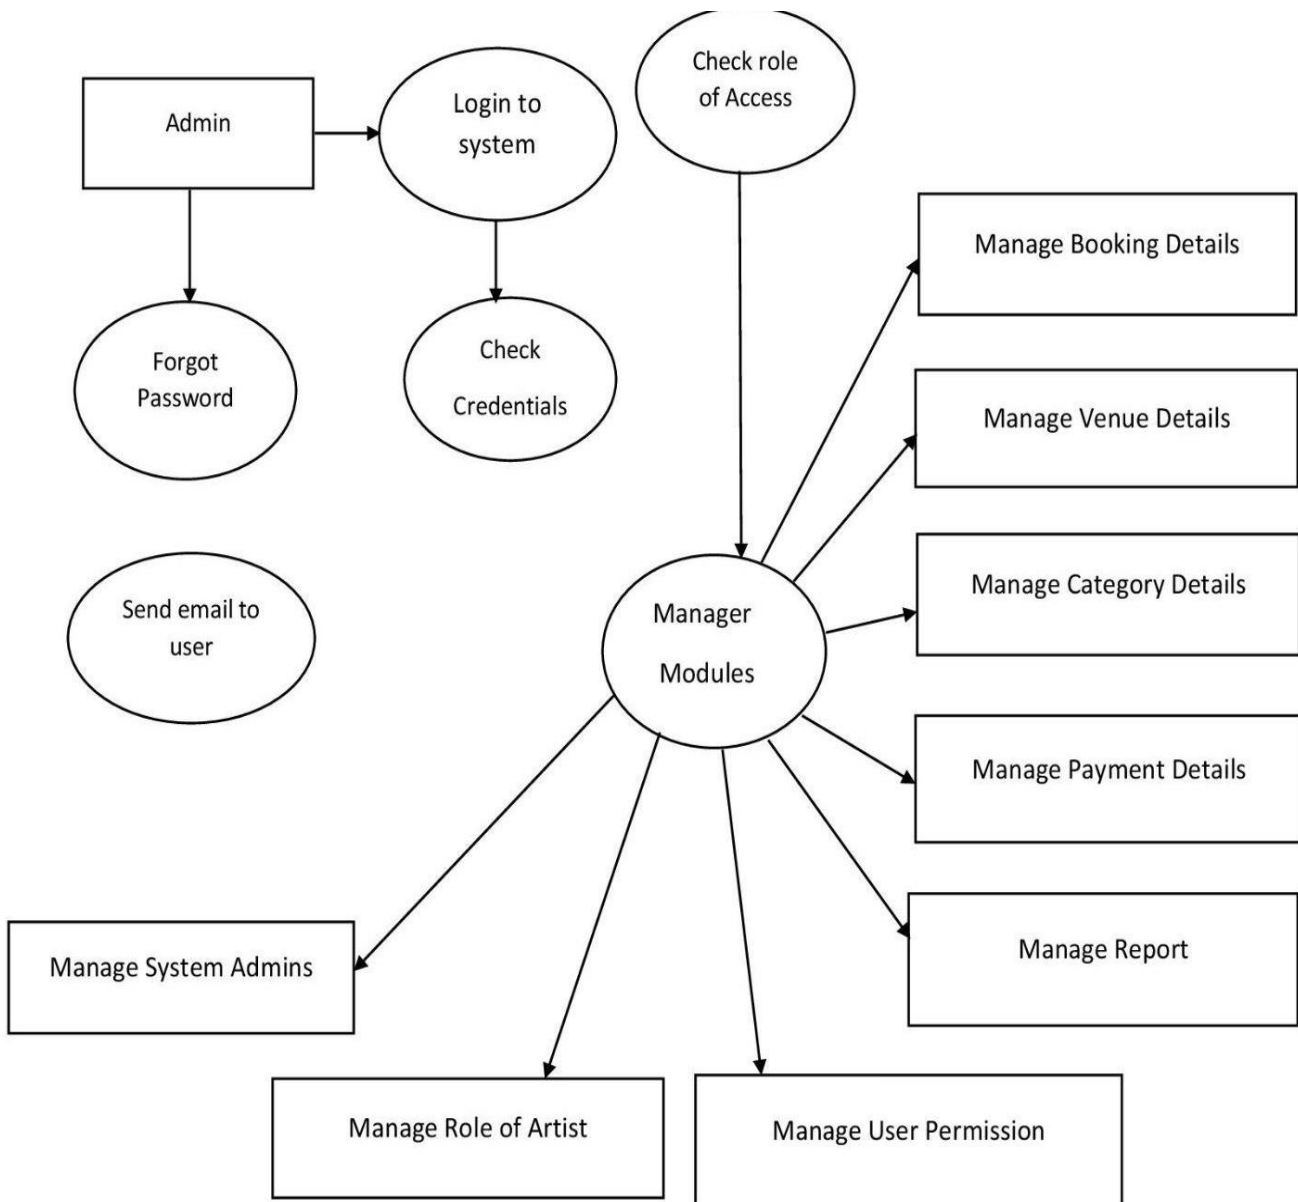 Check role
of Access
Admin
Login to
system
Manage Booking Details
Forgot
Password
Check
Credentials
Manage Venue Details
Send email to
user
Manager
Modules
Manage Category Details
Manage Payment Details
Manage System Admins
Manage Report
Manage Role of Artist
Manage User Permission